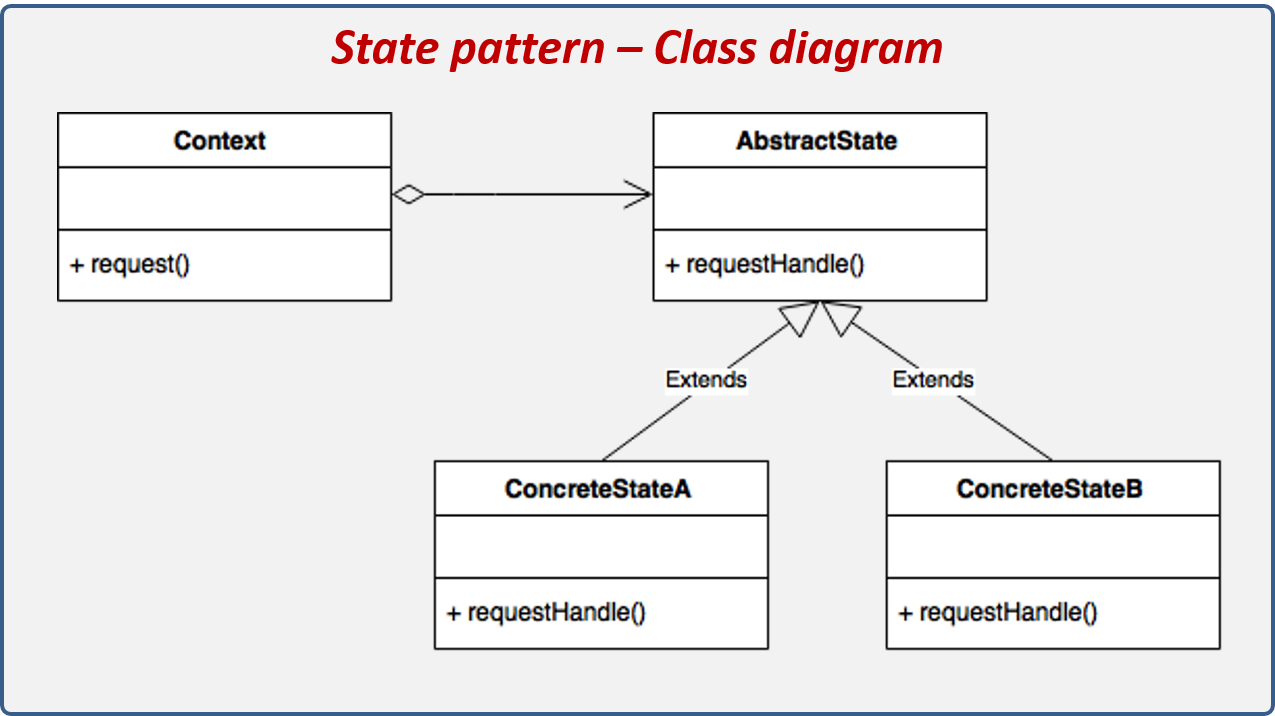 State pattern – Class diagram
Context
AbstractState
+ request()
+ requestHandle()
Extends
Extends
ConcreteStateA
ConcreteStateB
+ requestHandle()
+ requestHandle()